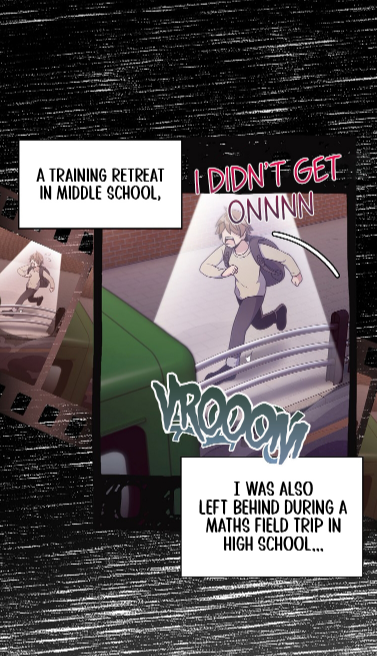 A TRAINING RETREAT
IN MIDDLE SCHOOL,
I DIDN'T GET
ONNNN
VROOOM
I WAS ALSO
LEFT BEHIND DURING A
MATHS FIELD TRIP IN
HIGH SCHOOL...